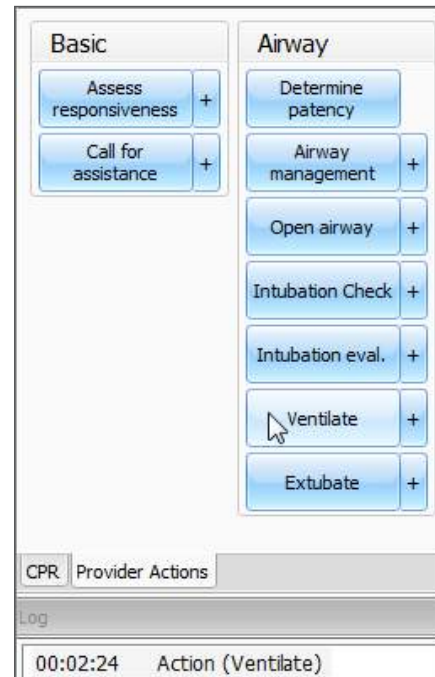 Basic
Assess
responsiveness +
Call for
assistance +
Airway
Determine
patency
Airway
management +
Open airway +
Intubation Check +
Intubation eval. +
Ventilate +
Extubate +
CPR Provider Actions
Log
00:02:24 Action (Ventilate)